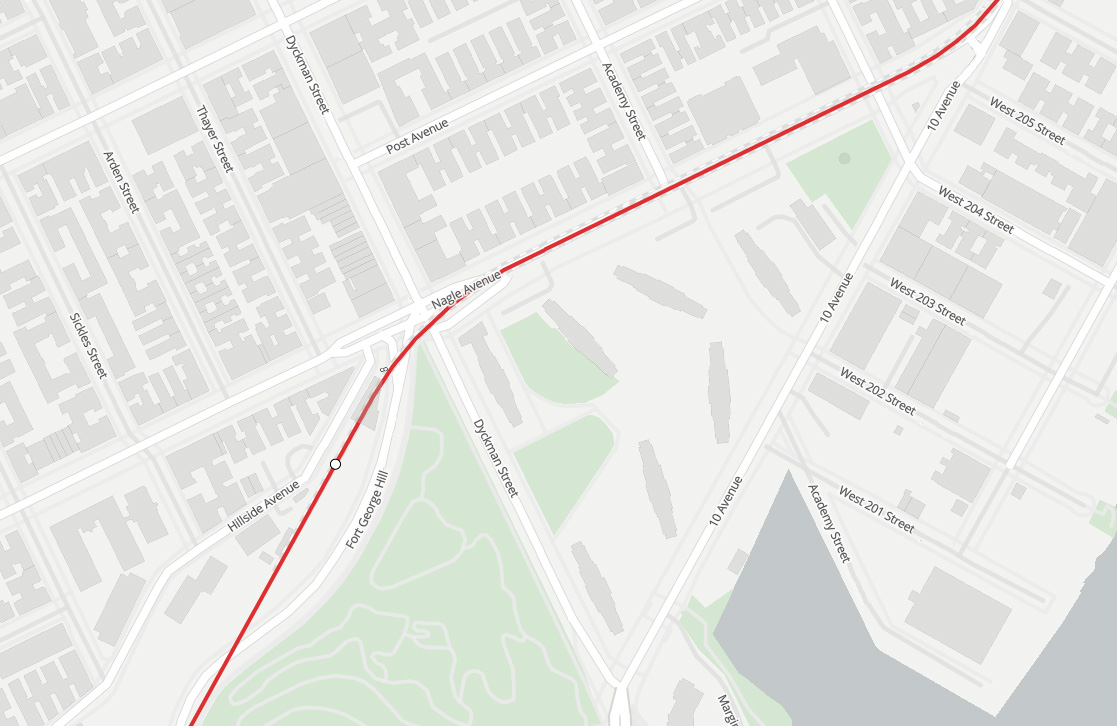 Dyckman Street
Academy Street
10 Avenue
West 205 Street
Thayer Street
Post Avenue
Arden Street
West 204 Street
Nagle Avenue
10 Avenue
West 203 Street
Sickles Street
8
West 202 Street
Dyckman Street
Hillside Avenue
Fort George Hill
10 Avenue
Academy Street
West 201 Street
Margi